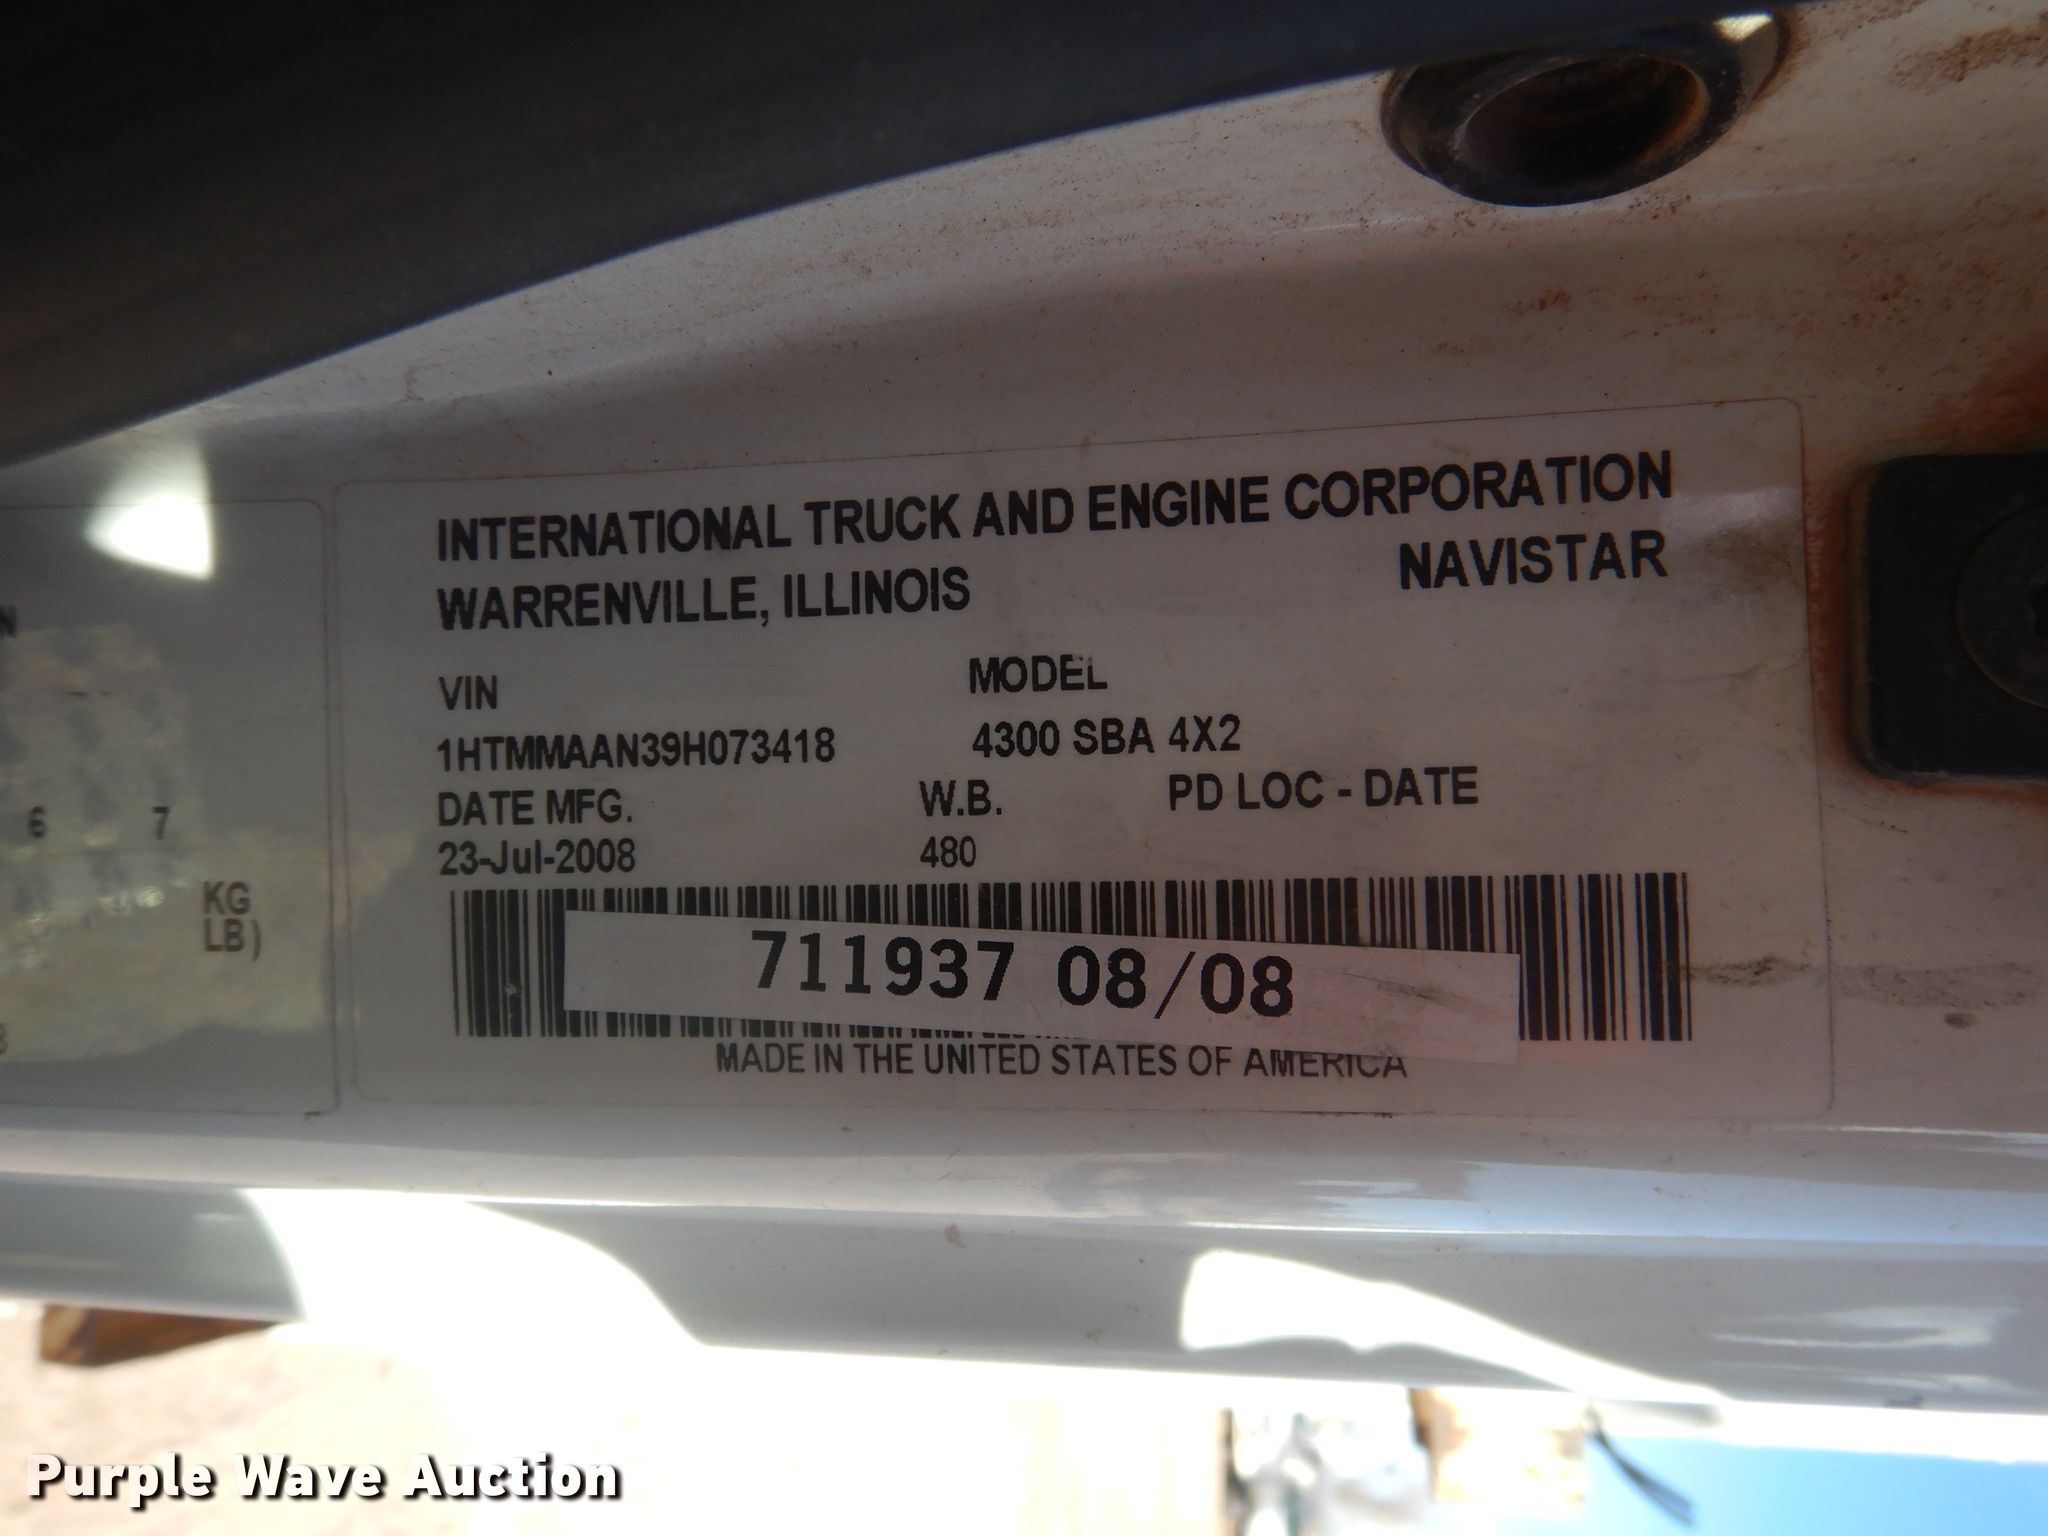 INTERNATIONAL TRUCK AND ENGINE CORPORATION
WARRENVILLE, ILLINOIS NAVISTAR
VIN MODEL
1HTMMAAN39H073418 4300 SBA 4X2
DATE MFG. W.B. PD LOC - DATE
23-Jul-2008 480
711937 08/08
MADE IN THE UNITED STATES OF AMERICA
N
6 7
KG
LB)
Purple Wave Auction